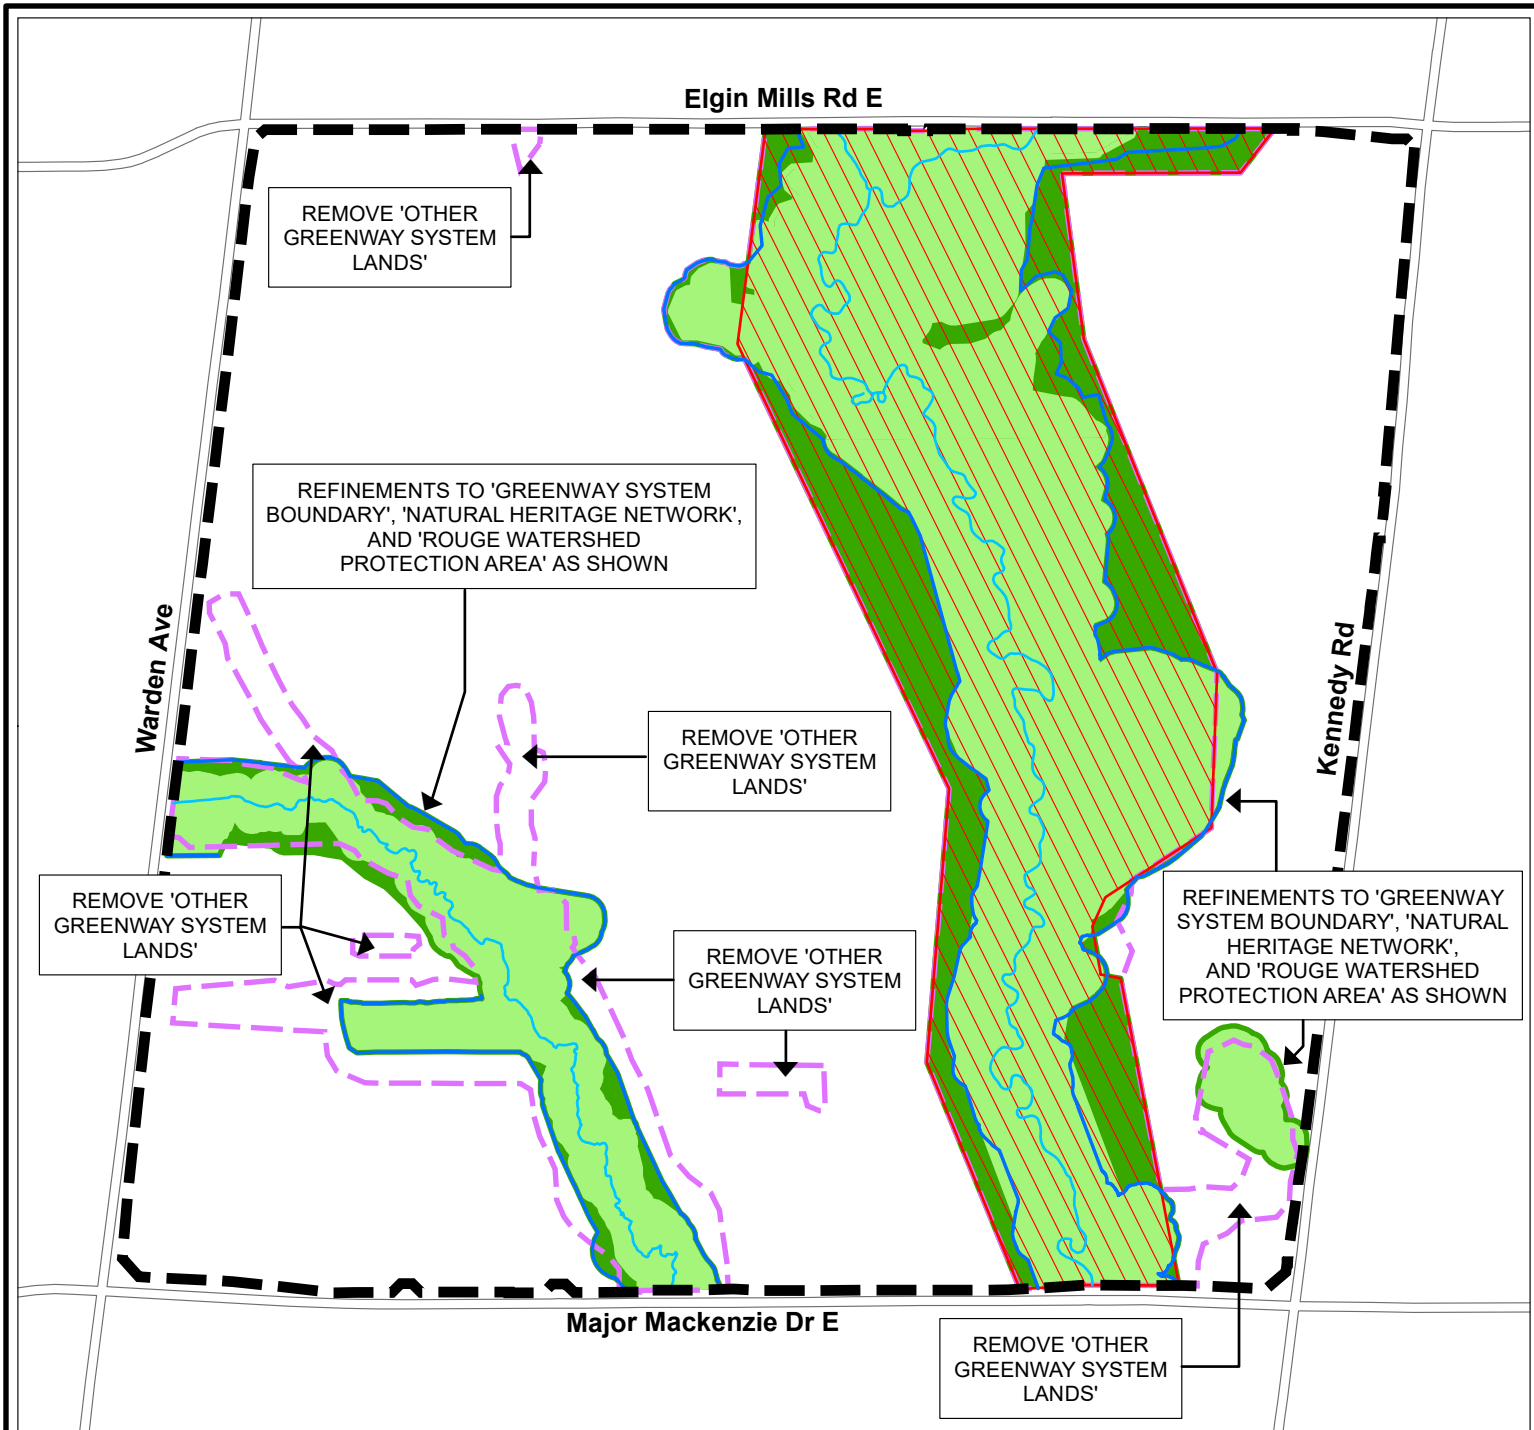 Elgin Mills Rd E
REMOVE 'OTHER
GREENWAY SYSTEM
LANDS'
REFINEMENTS TO 'GREENWAY SYSTEM
BOUNDARY', 'NATURAL HERITAGE NETWORK',
AND 'ROUGE WATERSHED
PROTECTION AREA' AS SHOWN
Warden Ave
Kennedy Rd
REMOVE 'OTHER
GREENWAY SYSTEM
LANDS'
REMOVE 'OTHER
GREENWAY SYSTEM
LANDS'
REFINEMENTS TO 'GREENWAY
SYSTEM BOUNDARY', 'NATURAL
HERITAGE NETWORK',
AND 'ROUGE WATERSHED
PROTECTION AREA' AS SHOWN
REMOVE 'OTHER
GREENWAY SYSTEM
LANDS'
Major Mackenzie Dr E
REMOVE 'OTHER
GREENWAY SYSTEM
LANDS'